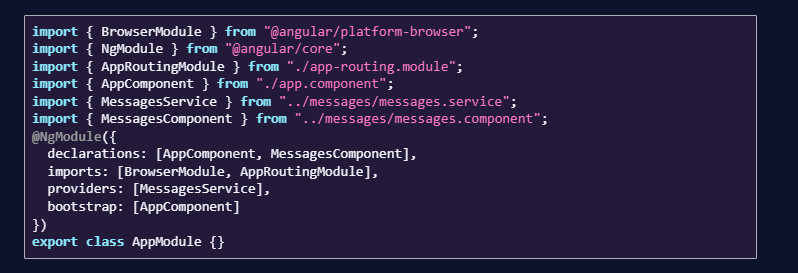 import { BrowserModule } from "@angular/platform-browser";
import { NgModule } from "@angular/core";
import { AppRoutingModule } from "./app-routing.module";
import { AppComponent } from "./app.component";
import { MessagesService } from "../messages/messages.service";
import { MessagesComponent } from "../messages/messages.component";
@NgModule({
  declarations: [AppComponent, MessagesComponent],
  imports: [BrowserModule, AppRoutingModule],
  providers: [MessagesService],
  bootstrap: [AppComponent]
})
export class AppModule {}